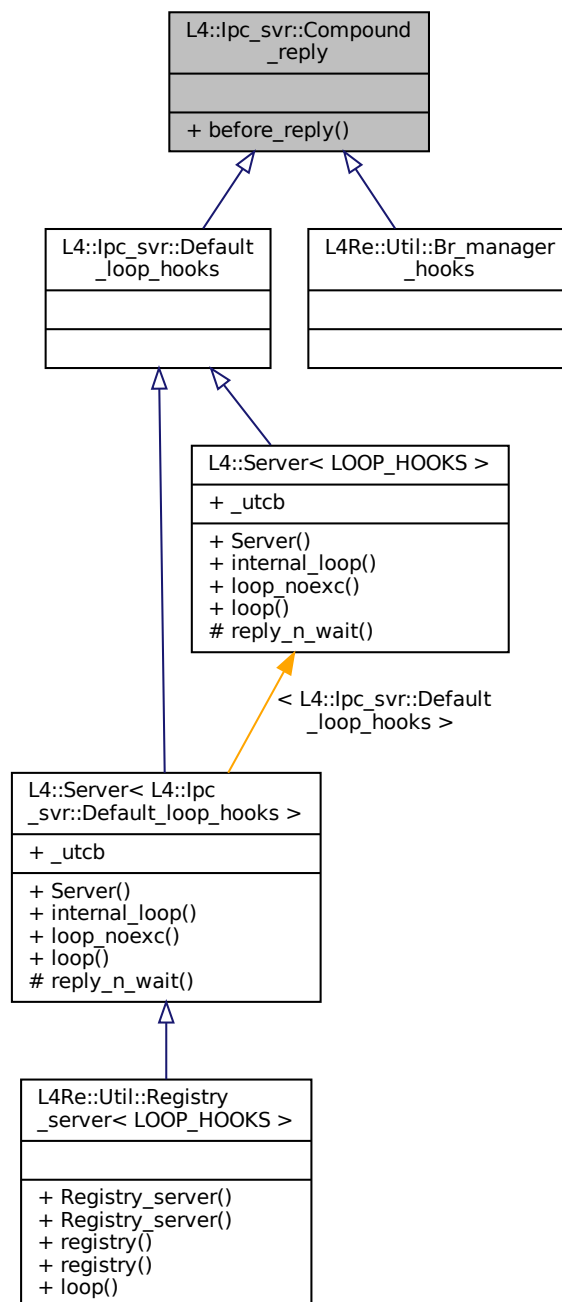 L4::Ipc_svr::Compound
_reply
+ before_reply()
L4::Ipc_svr::Default
_loop_hooks
L4Re::Util::Br_manager
_hooks
L4::Server< LOOP_HOOKS >
+ _utcb
+ Server()
+ internal_loop()
+ loop_noexc()
+ loop()
# reply_n_wait()
< L4::Ipc_svr::Default
_loop_hooks >
L4::Server< L4::Ipc
_svr::Default_loop_hooks >
+ _utcb
+ Server()
+ internal_loop()
+ loop_noexc()
+ loop()
# reply_n_wait()
L4Re::Util::Registry
_server< LOOP_HOOKS >
+ Registry_server()
+ Registry_server()
+ registry()
+ registry()
+ loop()